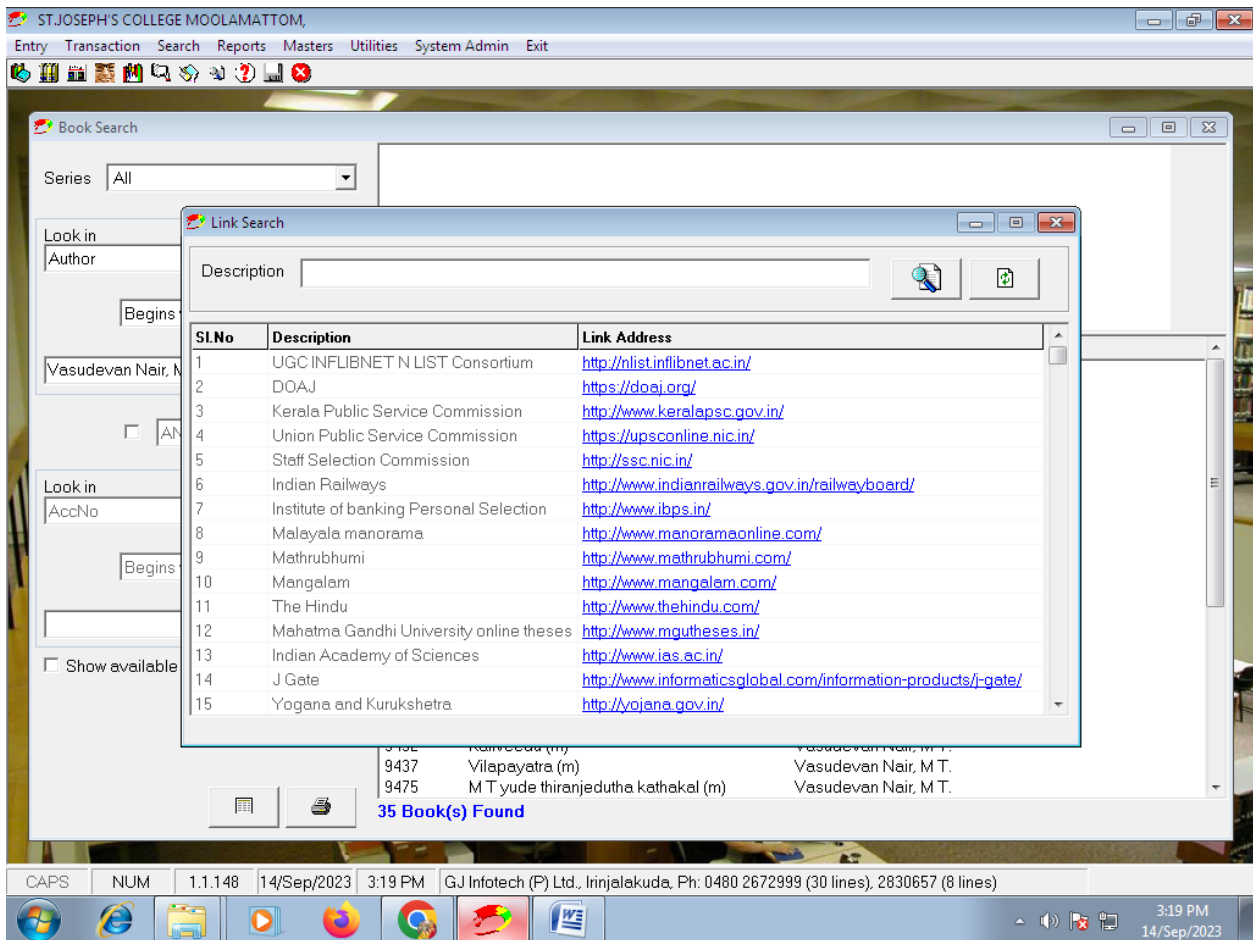 ST.JOSEPH'S COLLEGE MOOLAMATTOM,
Entry Transaction Search Reports Masters Utilities System Admin Exit
Book Search
Series All
Look in
Author
Begins
Vasudevan Nair, M
Look in
AccNo
Begins
Show available
Link Search
Description
Sl.No Description Link Address
1 UGC INFLIBNET N LIST Consortium http://nlist.inflibnet.ac.in/
2 DOAJ https://doaj.org/
3 Kerala Public Service Commission http://www.keralapsc.gov.in/
4 Union Public Service Commission https://upsconline.nic.in/
5 Staff Selection Commission http://ssc.nic.in/
6 Indian Railways http://www.indianrailways.gov.in/railwayboard/
7 Institute of banking Personal Selection http://www.ibps.in/
8 Malayala manorama http://www.manoramaonline.com/
9 Mathrubhumi http://www.mathrubhumi.com/
10 Mangalam http://www.mangalam.com/
11 The Hindu http://www.thehindu.com/
12 Mahatma Gandhi University online theses http://www.mgutheses.in/
13 Indian Academy of Sciences http://www.ias.ac.in/
14 J Gate http://www.informaticsglobal.com/information-products/j-gate/
15 Yogana and Kurukshetra http://yojana.gov.in/
9437 Vilapayatra (m) Vasudevan Nair, M T.
9475 M T yude thiranjedutha kathakal (m) Vasudevan Nair, M T.
35 Book(s) Found
CAPS NUM 1.1.148 14/Sep/2023 3:19 PM GJ Infotech (P) Ltd., Irinjalakuda, Ph: 0480 2672999 (30 lines), 2830657 (8 lines)
3:19 PM
14/Sep/2023